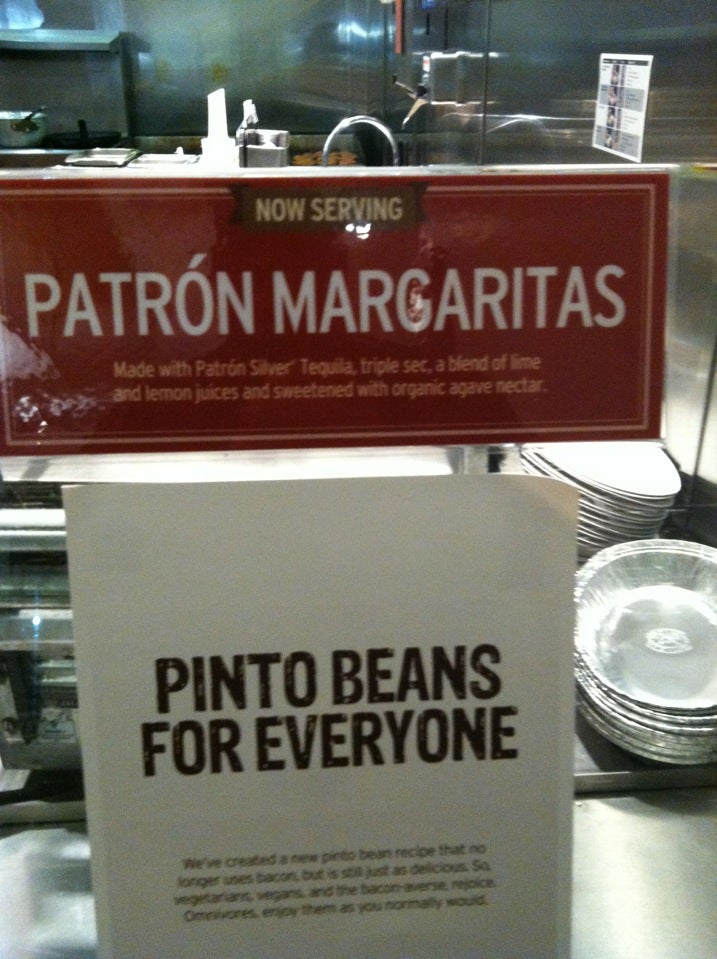 NOW SERVING
PATRÓN MARGARITAS
Made with Patrón Silver® Tequila, triple sec, a blend of lime
and lemon juices and sweetened with organic agave nectar.
PINTO BEANS
FOR EVERYONE
We've created a new pinto bean recipe that no
longer uses bacon, but is still just as delicious. So,
vegetarians, vegans, and the bacon-averse, rejoice.
Omnivores, enjoy them as you normally would.